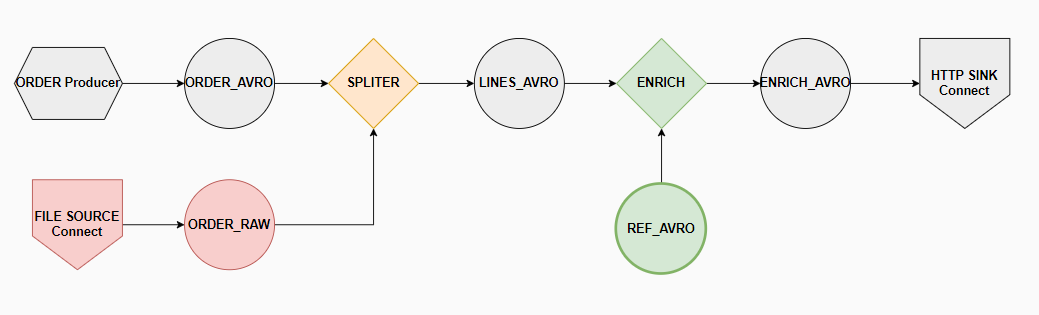 ORDER Producer
ORDER_AVRO
SPLITER
LINES_AVRO
ENRICH
ENRICH_AVRO
HTTP SINK
Connect
FILE SOURCE
Connect
ORDER_RAW
REF_AVRO